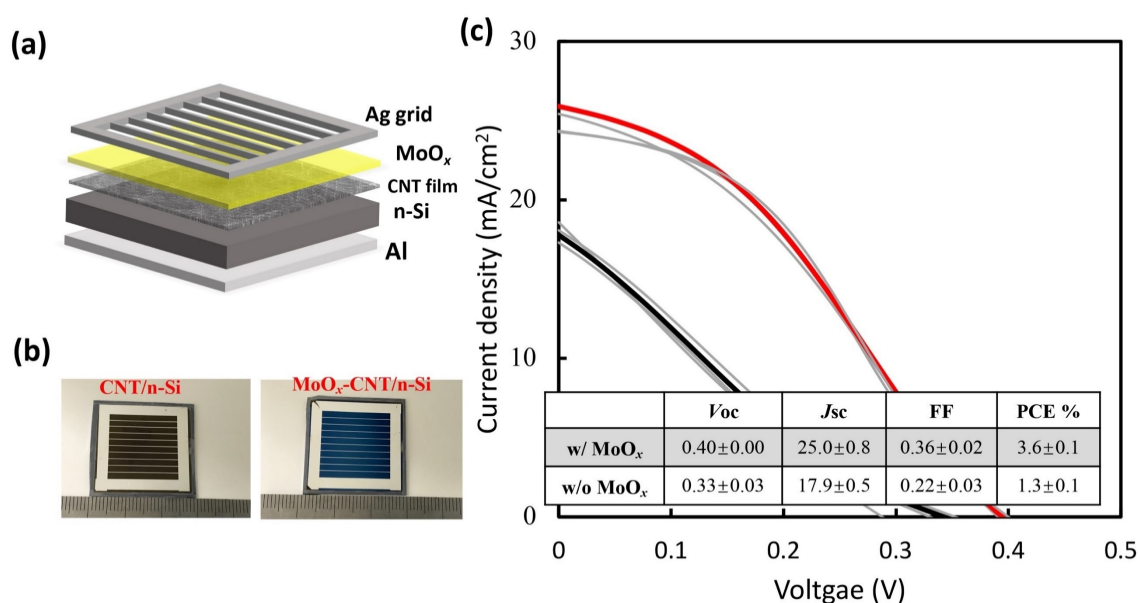 (a)
Ag grid
MoOₓ
CNT film
n-Si
Al
(b)
CNT/n-Si
MoOₓ-CNT/n-Si
(c)
Current density (mA/cm²)
30
20
10
0
Voc Jsc FF PCE %
w/ MoOₓ 0.40±0.00 25.0±0.8 0.36±0.02 3.6±0.1
w/o MoOₓ 0.33±0.03 17.9±0.5 0.22±0.03 1.3±0.1
0 0.1 0.2 0.3 0.4 0.5
Voltgae (V)